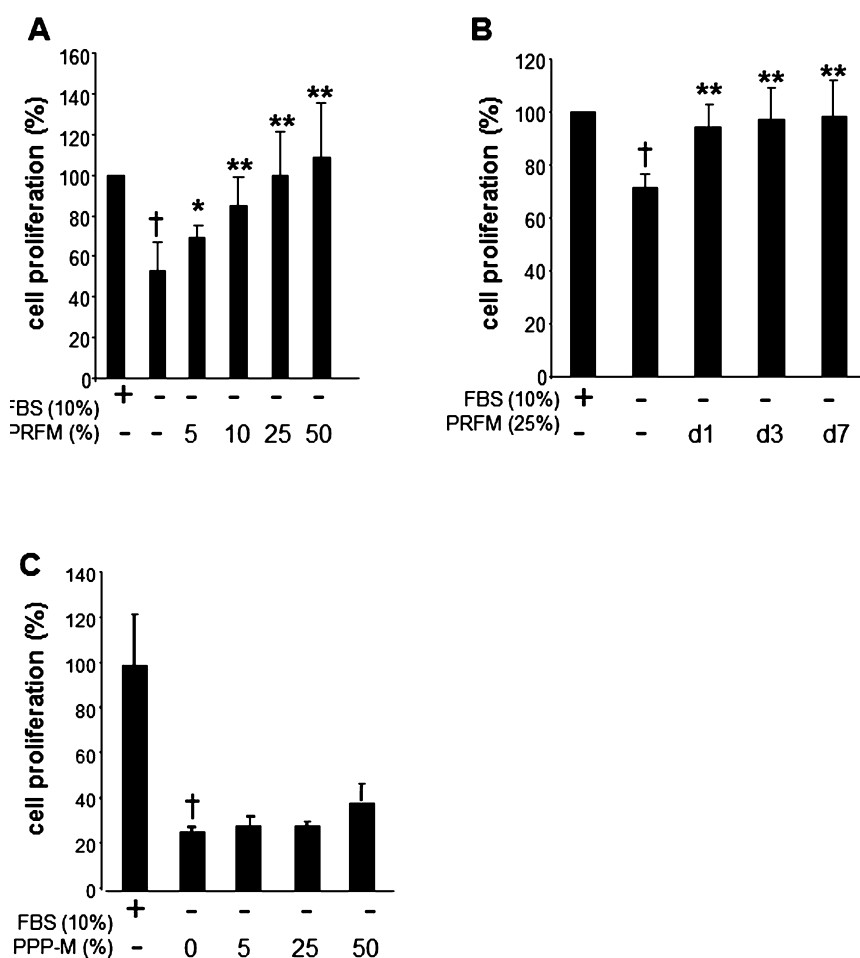 A
160
140
120
100
80
60
40
20
0
cell proliferation (%)
† * ** ** **
+ - - - - -
FBS (10%)
PRFM (%) - - 5 10 25 50
B
120
100
80
60
40
20
0
cell proliferation (%)
† ** ** **
FBS (10%) + - - - -
PRFM (25%) - - d1 d3 d7
C
140
120
100
80
60
40
20
0
cell proliferation (%)
†
FBS (10%) + - - - -
PPP-M (%) - 0 5 25 50